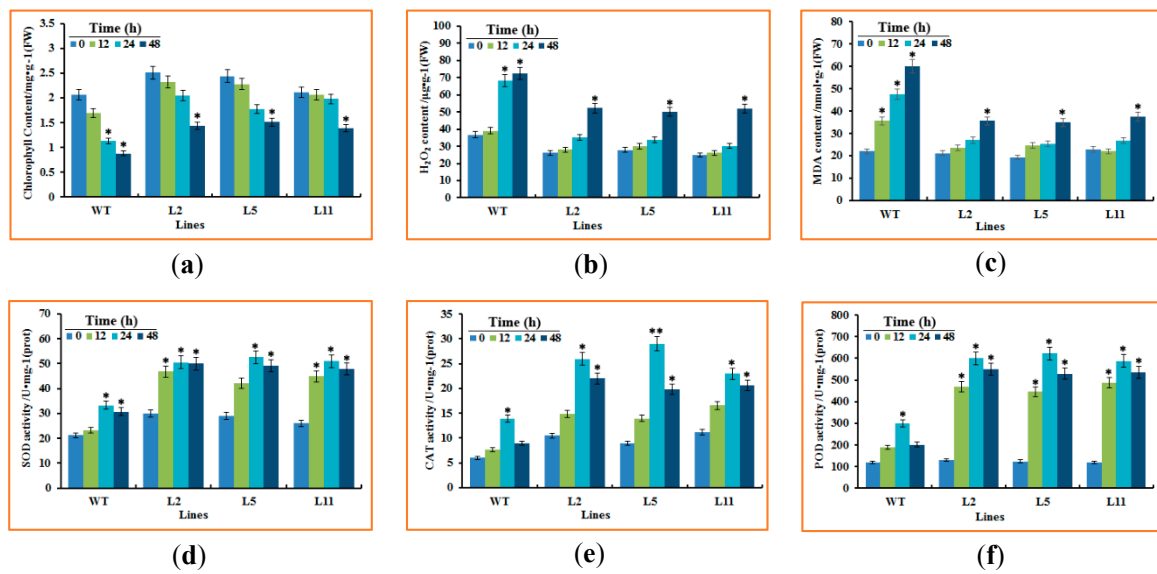 Time (h)
0 12 24 48
Chlorophyll Content/mg•g-1(FW)
3.5
3
2.5
2
1.5
1
0.5
0
* * * * *
WT L2 L5 L11
Lines
(a)
Time (h)
0 12 24 48
H₂O₂ content /µg•g-1(FW)
100
90
80
70
60
50
40
30
20
10
0
* * * * *
WT L2 L5 L11
Lines
(b)
Time (h)
0 12 24 48
MDA content /nmol•g-1(FW)
80
70
60
50
40
30
20
10
0
* * * * * *
WT L2 L5 L11
Lines
(c)
Time (h)
0 12 24 48
SOD activity /U•mg-1(prot)
70
60
50
40
30
20
10
0
* * * * * * * * * *
WT L2 L5 L11
Lines
(d)
Time (h)
0 12 24 48
CAT activity /U•mg-1(prot)
35
30
25
20
15
10
5
0
* * * ** * * *
WT L2 L5 L11
Lines
(e)
Time (h)
0 12 24 48
POD activity /U•mg-1(prot)
800
700
600
500
400
300
200
100
0
* * * * * * * * * *
WT L2 L5 L11
Lines
(f)